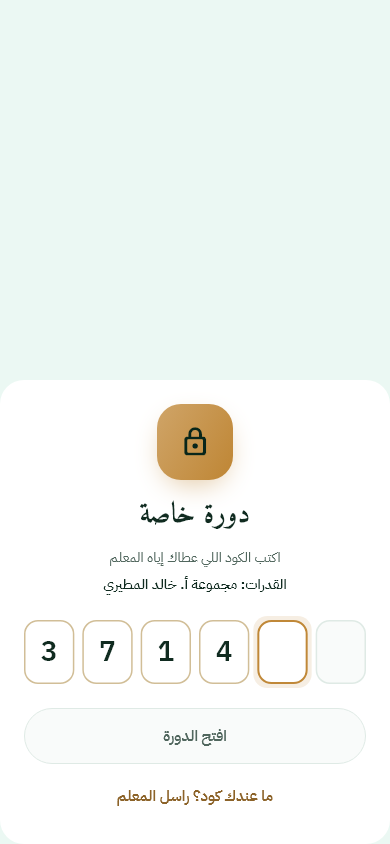 دورة خاصة
اكتب الكود اللي عطاك إياه المعلم
القدرات: مجموعة أ. خالد المطيري
3 7 1 4
افتح الدورة
ما عندك كود؟ راسل المعلم